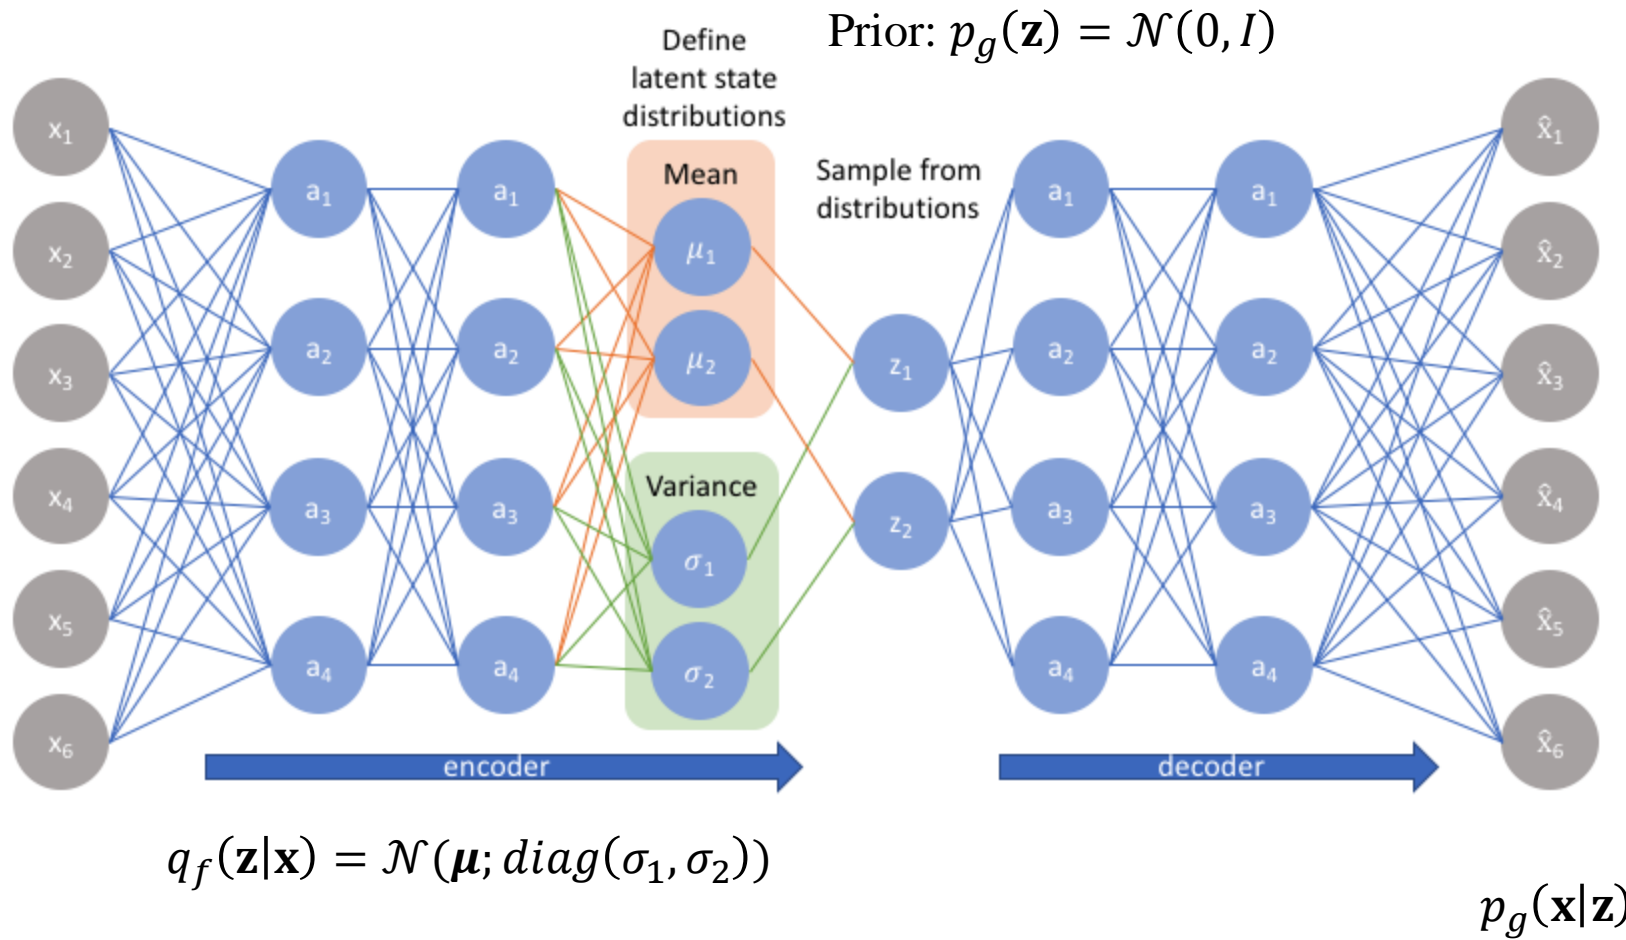 Prior: p_g(𝐳) = 𝒩(0, I)
Define
latent state
distributions
Mean
Sample from
distributions
Variance
x₁
x₂
x₃
x₄
x₅
x₆
a₁
a₂
a₃
a₄
a₁
a₂
a₃
a₄
μ₁
μ₂
σ₁
σ₂
z₁
z₂
a₁
a₂
a₃
a₄
a₁
a₂
a₃
a₄
x̂₁
x̂₂
x̂₃
x̂₄
x̂₅
x̂₆
encoder
decoder
q_f(𝐳|𝐱) = 𝒩(𝝁; diag(σ₁, σ₂))
p_g(𝐱|𝐳)